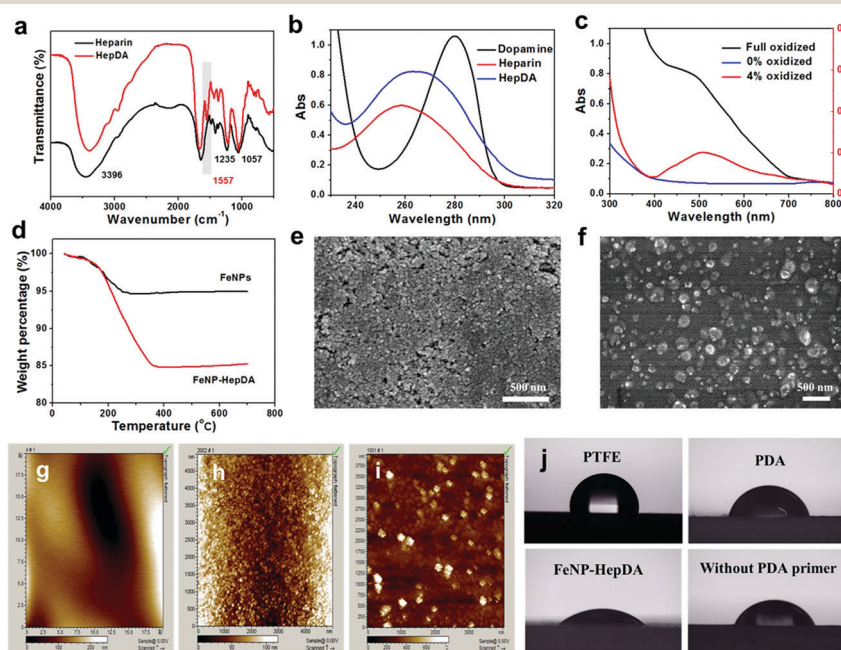 a
Heparin
HepDA
Transmittance (%)
3396
1235
1057
1557
4000 3000 2000 1000
Wavenumber (cm⁻¹)
b
Dopamine
Heparin
HepDA
Abs
1.0
0.8
0.6
0.4
0.2
0.0
240 260 280 300 320
Wavelength (nm)
c
Full oxidized
0% oxidized
4% oxidized
Abs
1.0
0.8
0.6
0.4
0.2
0.0
300 400 500 600 700 800
Wavelength (nm)
d
FeNPs
FeNP-HepDA
Weight percentage (%)
100
95
90
85
80
0 200 400 600 800
Temperature (°C)
e
500 nm
f
500 nm
g
h
i
j
PTFE
PDA
FeNP-HepDA
Without PDA primer